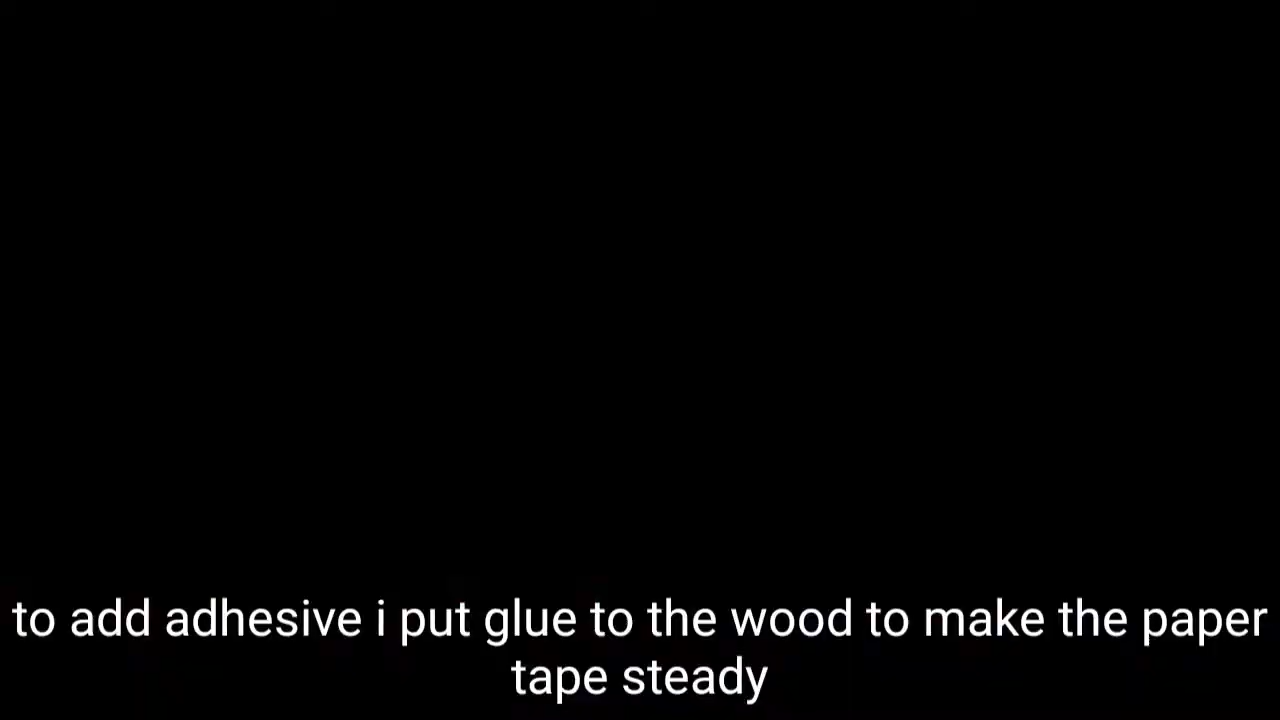 to add adhesive i put glue to the wood to make the paper
tape steady